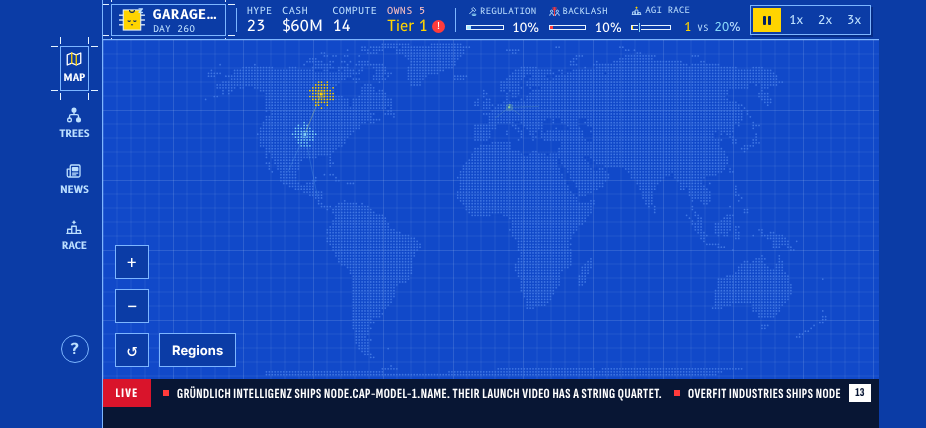 GARAGE…
DAY 260
HYPE
23
CASH
$60M
COMPUTE
14
OWNS 5
Tier 1 !
REGULATION
10%
BACKLASH
10%
AGI RACE
1 vs 20%
1x 2x 3x
MAP
TREES
NEWS
RACE
?
+
−
↺
Regions
LIVE
GRÜNDLICH INTELLIGENZ SHIPS NODE.CAP-MODEL-1.NAME. THEIR LAUNCH VIDEO HAS A STRING QUARTET. OVERFIT INDUSTRIES SHIPS NODE
13